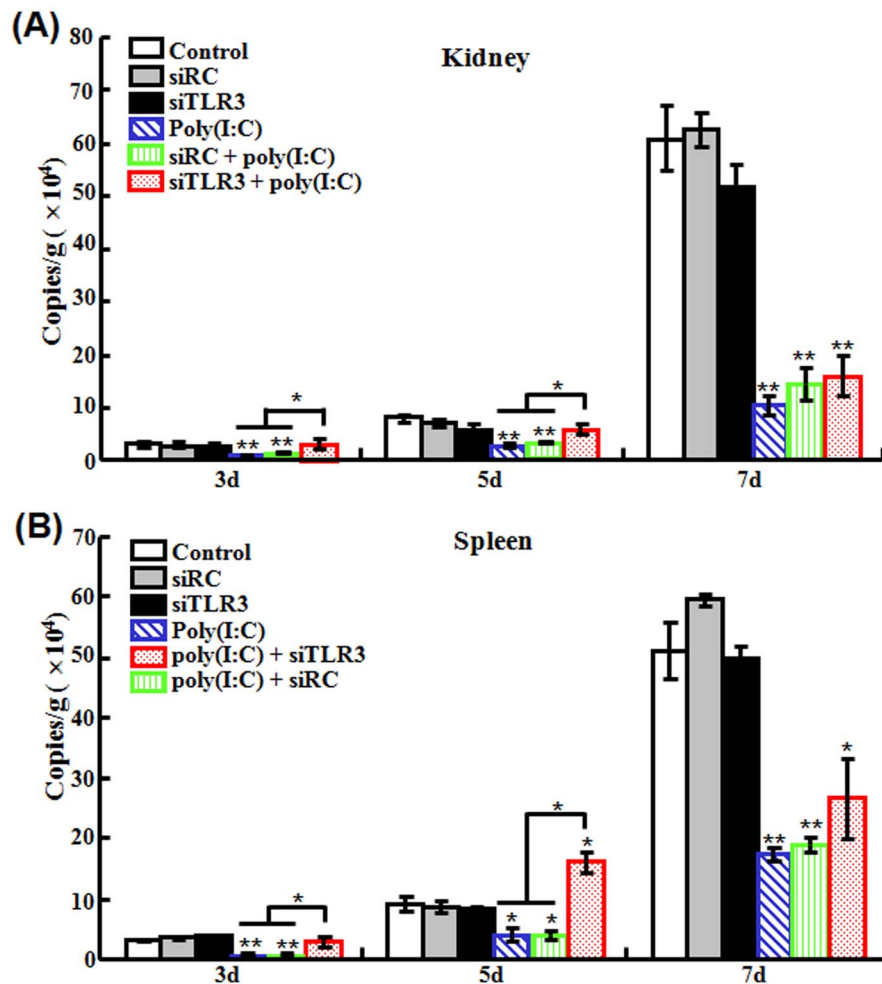 (A)
Kidney
Copies/g ( ×10⁴)
80
70
60
50
40
20
10
0
Control
siRC
siTLR3
Poly(I:C)
siRC + poly(I:C)
siTLR3 + poly(I:C)
*
** **
*
** **
** ** **
3d 5d 7d
(B)
Spleen
Copies/g ( ×10⁴)
70
60
50
40
20
10
0
Control
siRC
siTLR3
Poly(I:C)
poly(I:C) + siTLR3
poly(I:C) + siRC
*
** **
*
* * *
** ** *
3d 5d 7d